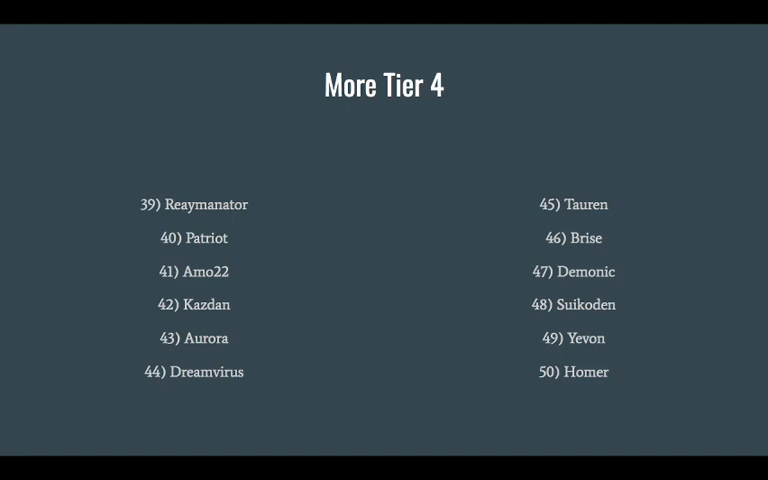 More Tier 4
39) Reaymanator
40) Patriot
41) Amo22
42) Kazdan
43) Aurora
44) Dreamvirus
45) Tauren
46) Brise
47) Demonic
48) Suikoden
49) Yevon
50) Homer